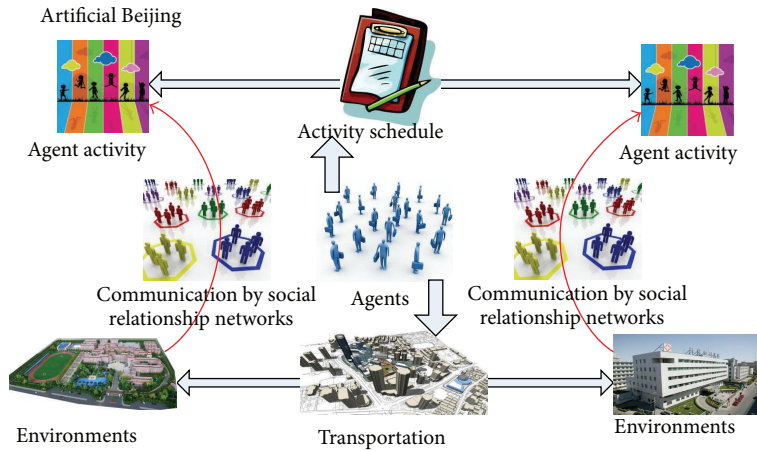 Artificial Beijing
Activity schedule
Agent activity
Agent activity
Communication by social
relationship networks
Agents
Communication by social
relationship networks
Environments
Transportation
Environments